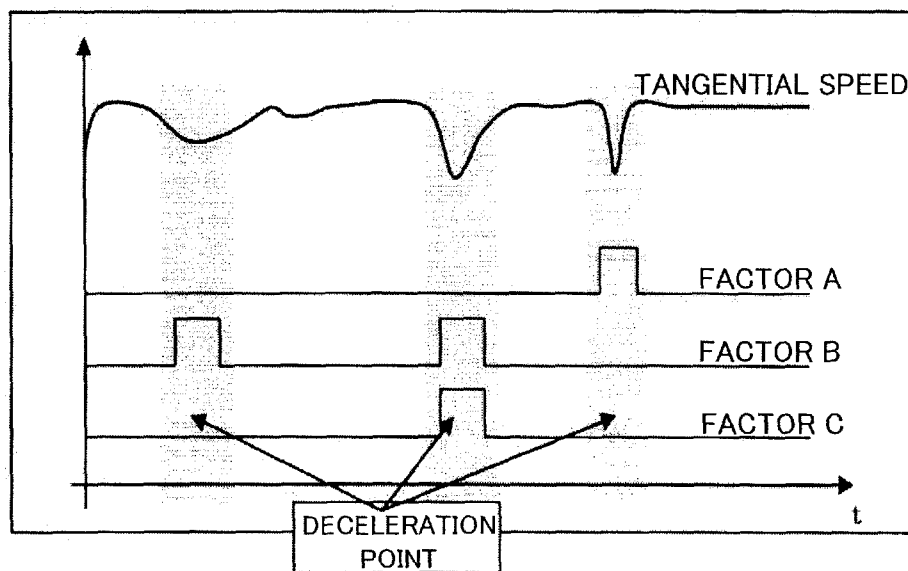 TANGENTIAL SPEED
FACTOR A
FACTOR B
FACTOR C
t
DECELERATION
POINT